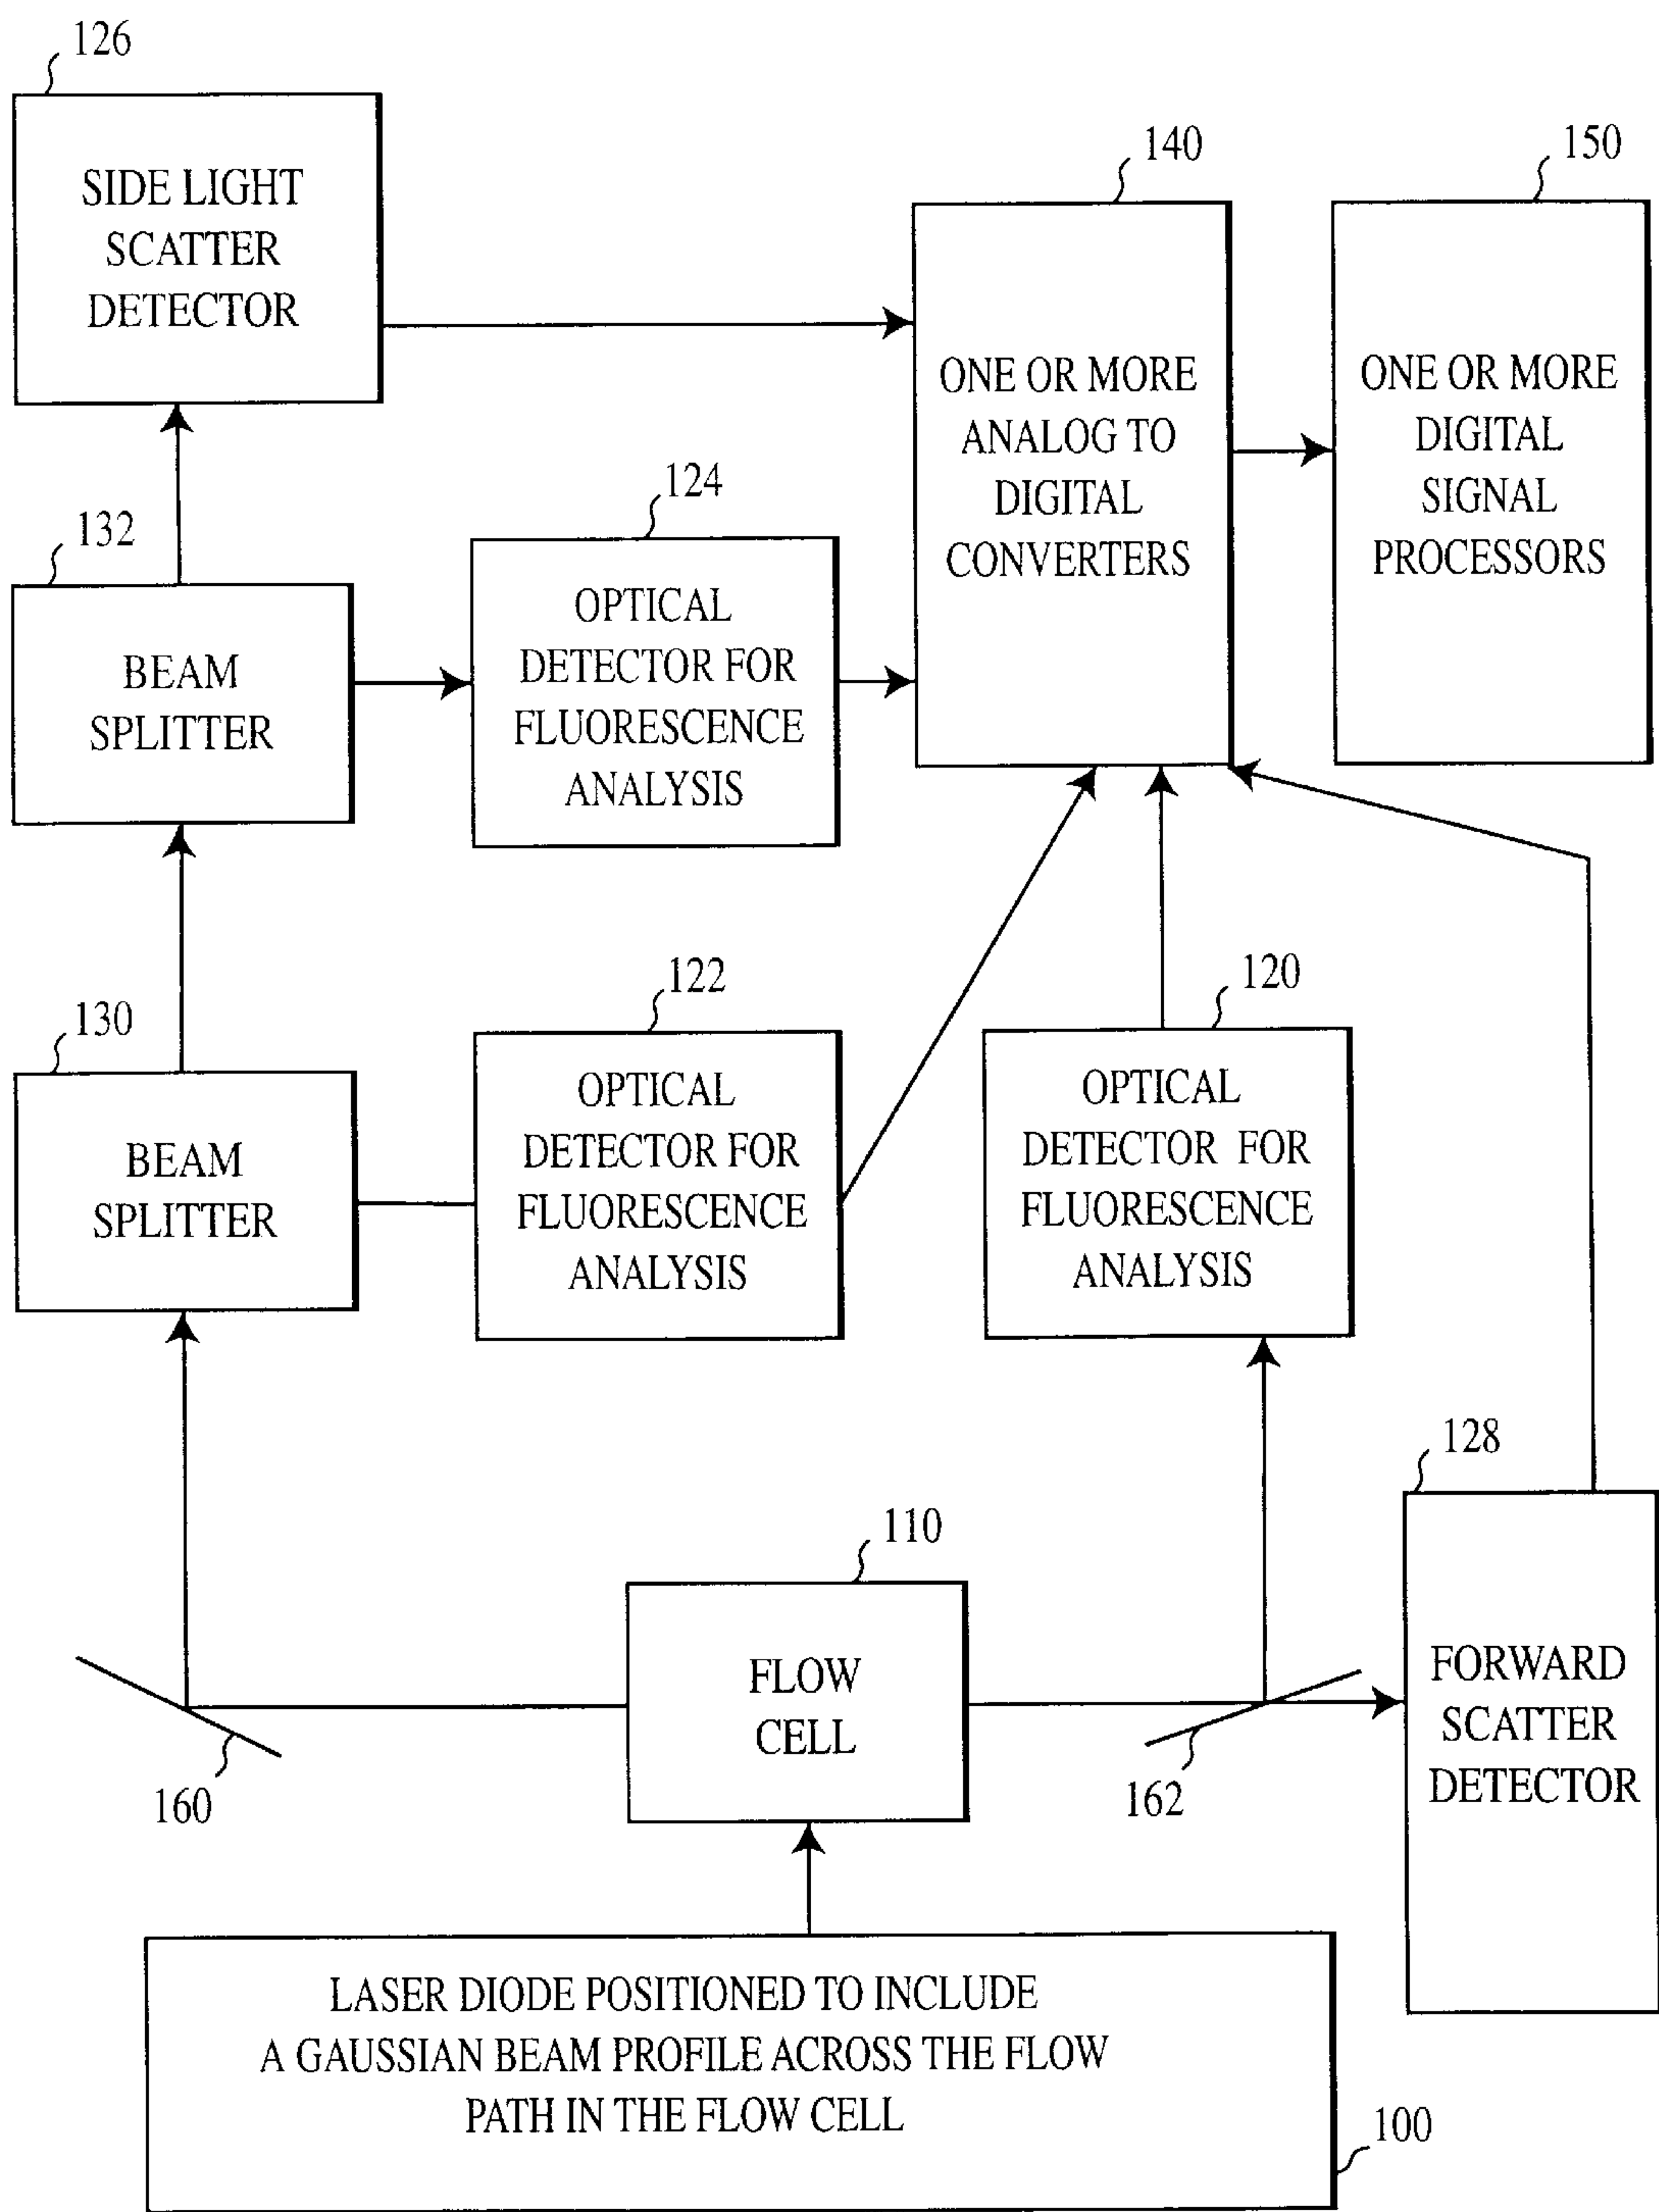 126
SIDE LIGHT
SCATTER
DETECTOR
140
ONE OR MORE
ANALOG TO
DIGITAL
CONVERTERS
150
ONE OR MORE
DIGITAL
SIGNAL
PROCESSORS
132
BEAM
SPLITTER
124
OPTICAL
DETECTOR FOR
FLUORESCENCE
ANALYSIS
130
BEAM
SPLITTER
122
OPTICAL
DETECTOR FOR
FLUORESCENCE
ANALYSIS
120
OPTICAL
DETECTOR FOR
FLUORESCENCE
ANALYSIS
128
FORWARD
SCATTER
DETECTOR
110
FLOW
CELL
160
162
LASER DIODE POSITIONED TO INCLUDE
A GAUSSIAN BEAM PROFILE ACROSS THE FLOW
PATH IN THE FLOW CELL
100